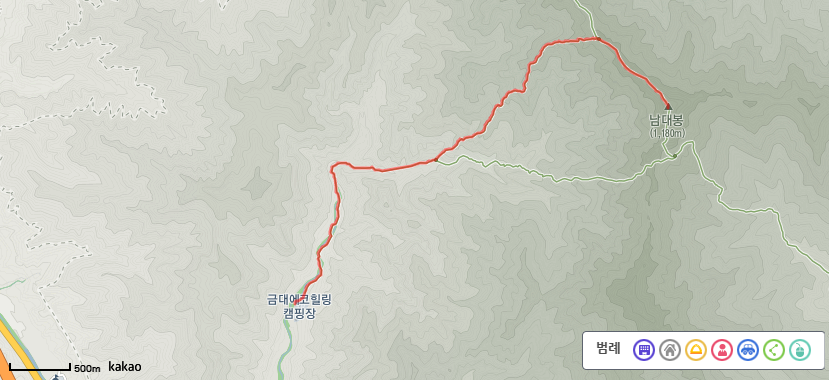 남대봉
(1,180m)
금대에코힐링
캠핑장
범례
500m kakao